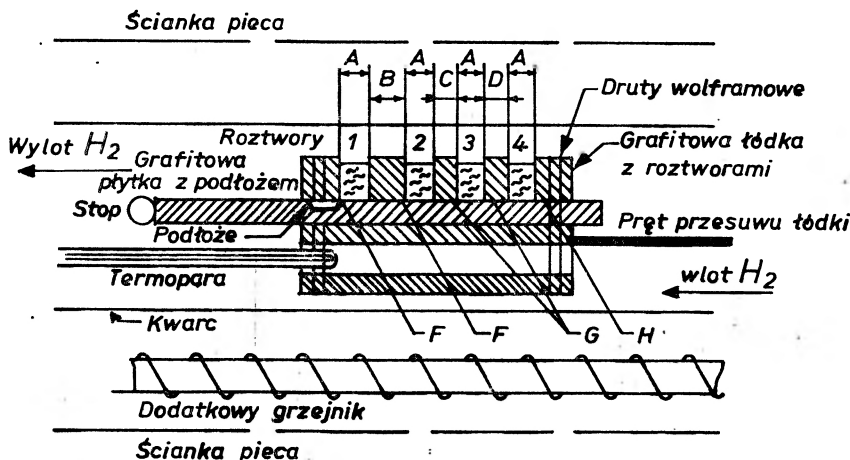 Ścianka pieca
A A A A
B C D
Druty wolframowe
Roztwory 1 2 3 4
Grafitowa łódka
z roztworami
Wylot H2
Grafitowa
płytka z podłożem
Stop
Podłoże
Pręt przesuwu łódki
Termopara
wlot H2
Kwarc
F F G H
Dodatkowy grzejnik
Ścianka pieca